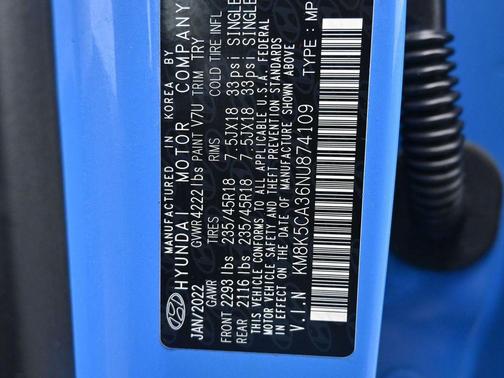 MANUFACTURED IN KOREA BY
HYUNDAI MOTOR COMPANY
JAN/2022 GVWR 4222 lbs PAINT V7U TRIM TRY
GAWR TIRES RIMS COLD TIRE INF
FRONT 2293 lbs 235/45R18 7.5JX18 33psi SINGLE
REAR 2116 lbs 235/45R18 7.5JX18 33psi SINGLE
THIS VEHICLE CONFORMS TO ALL APPLICABLE U.S.A. FEDERAL
MOTOR VEHICLE SAFETY AND THEFT PREVENTION STANDARDS
IN EFFECT ON THE DATE OF MANUFACTURE SHOWN ABOVE
V.I.N KM8K5CA36NU874109 MP